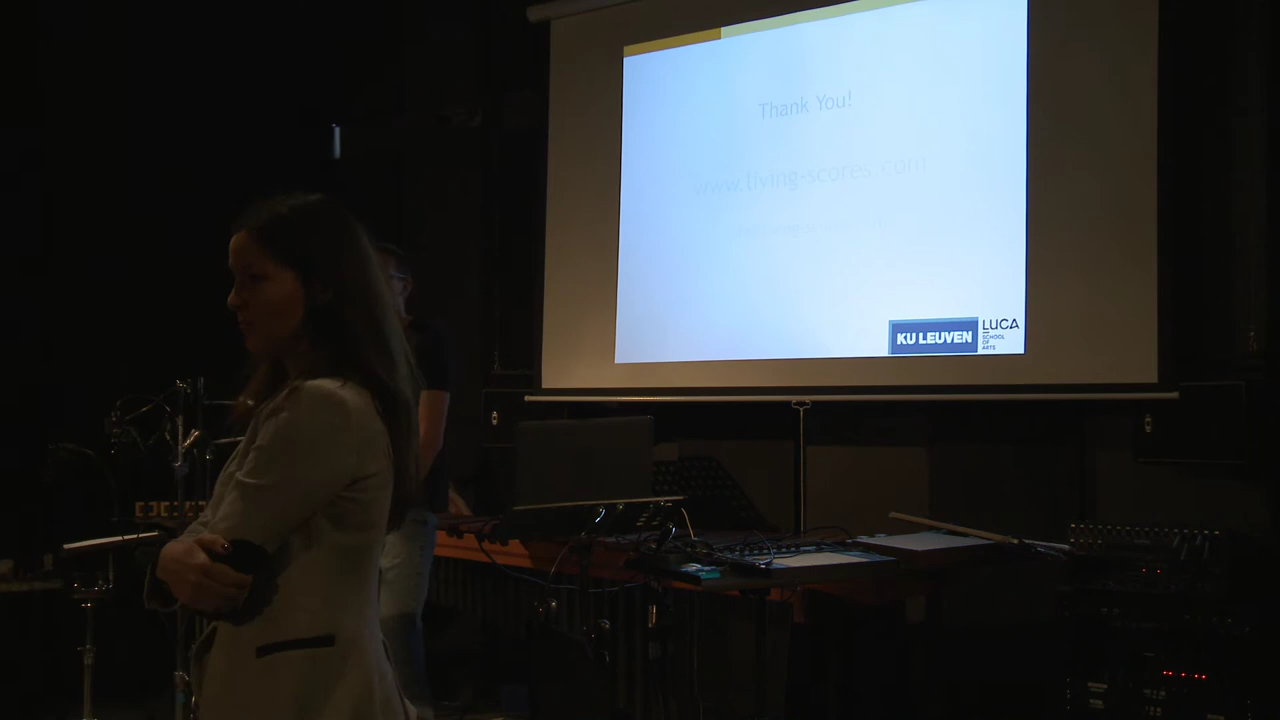 Thank You!
www.living-scores.com
KU LEUVEN
LUCA
SCHOOL
OF
ARTS